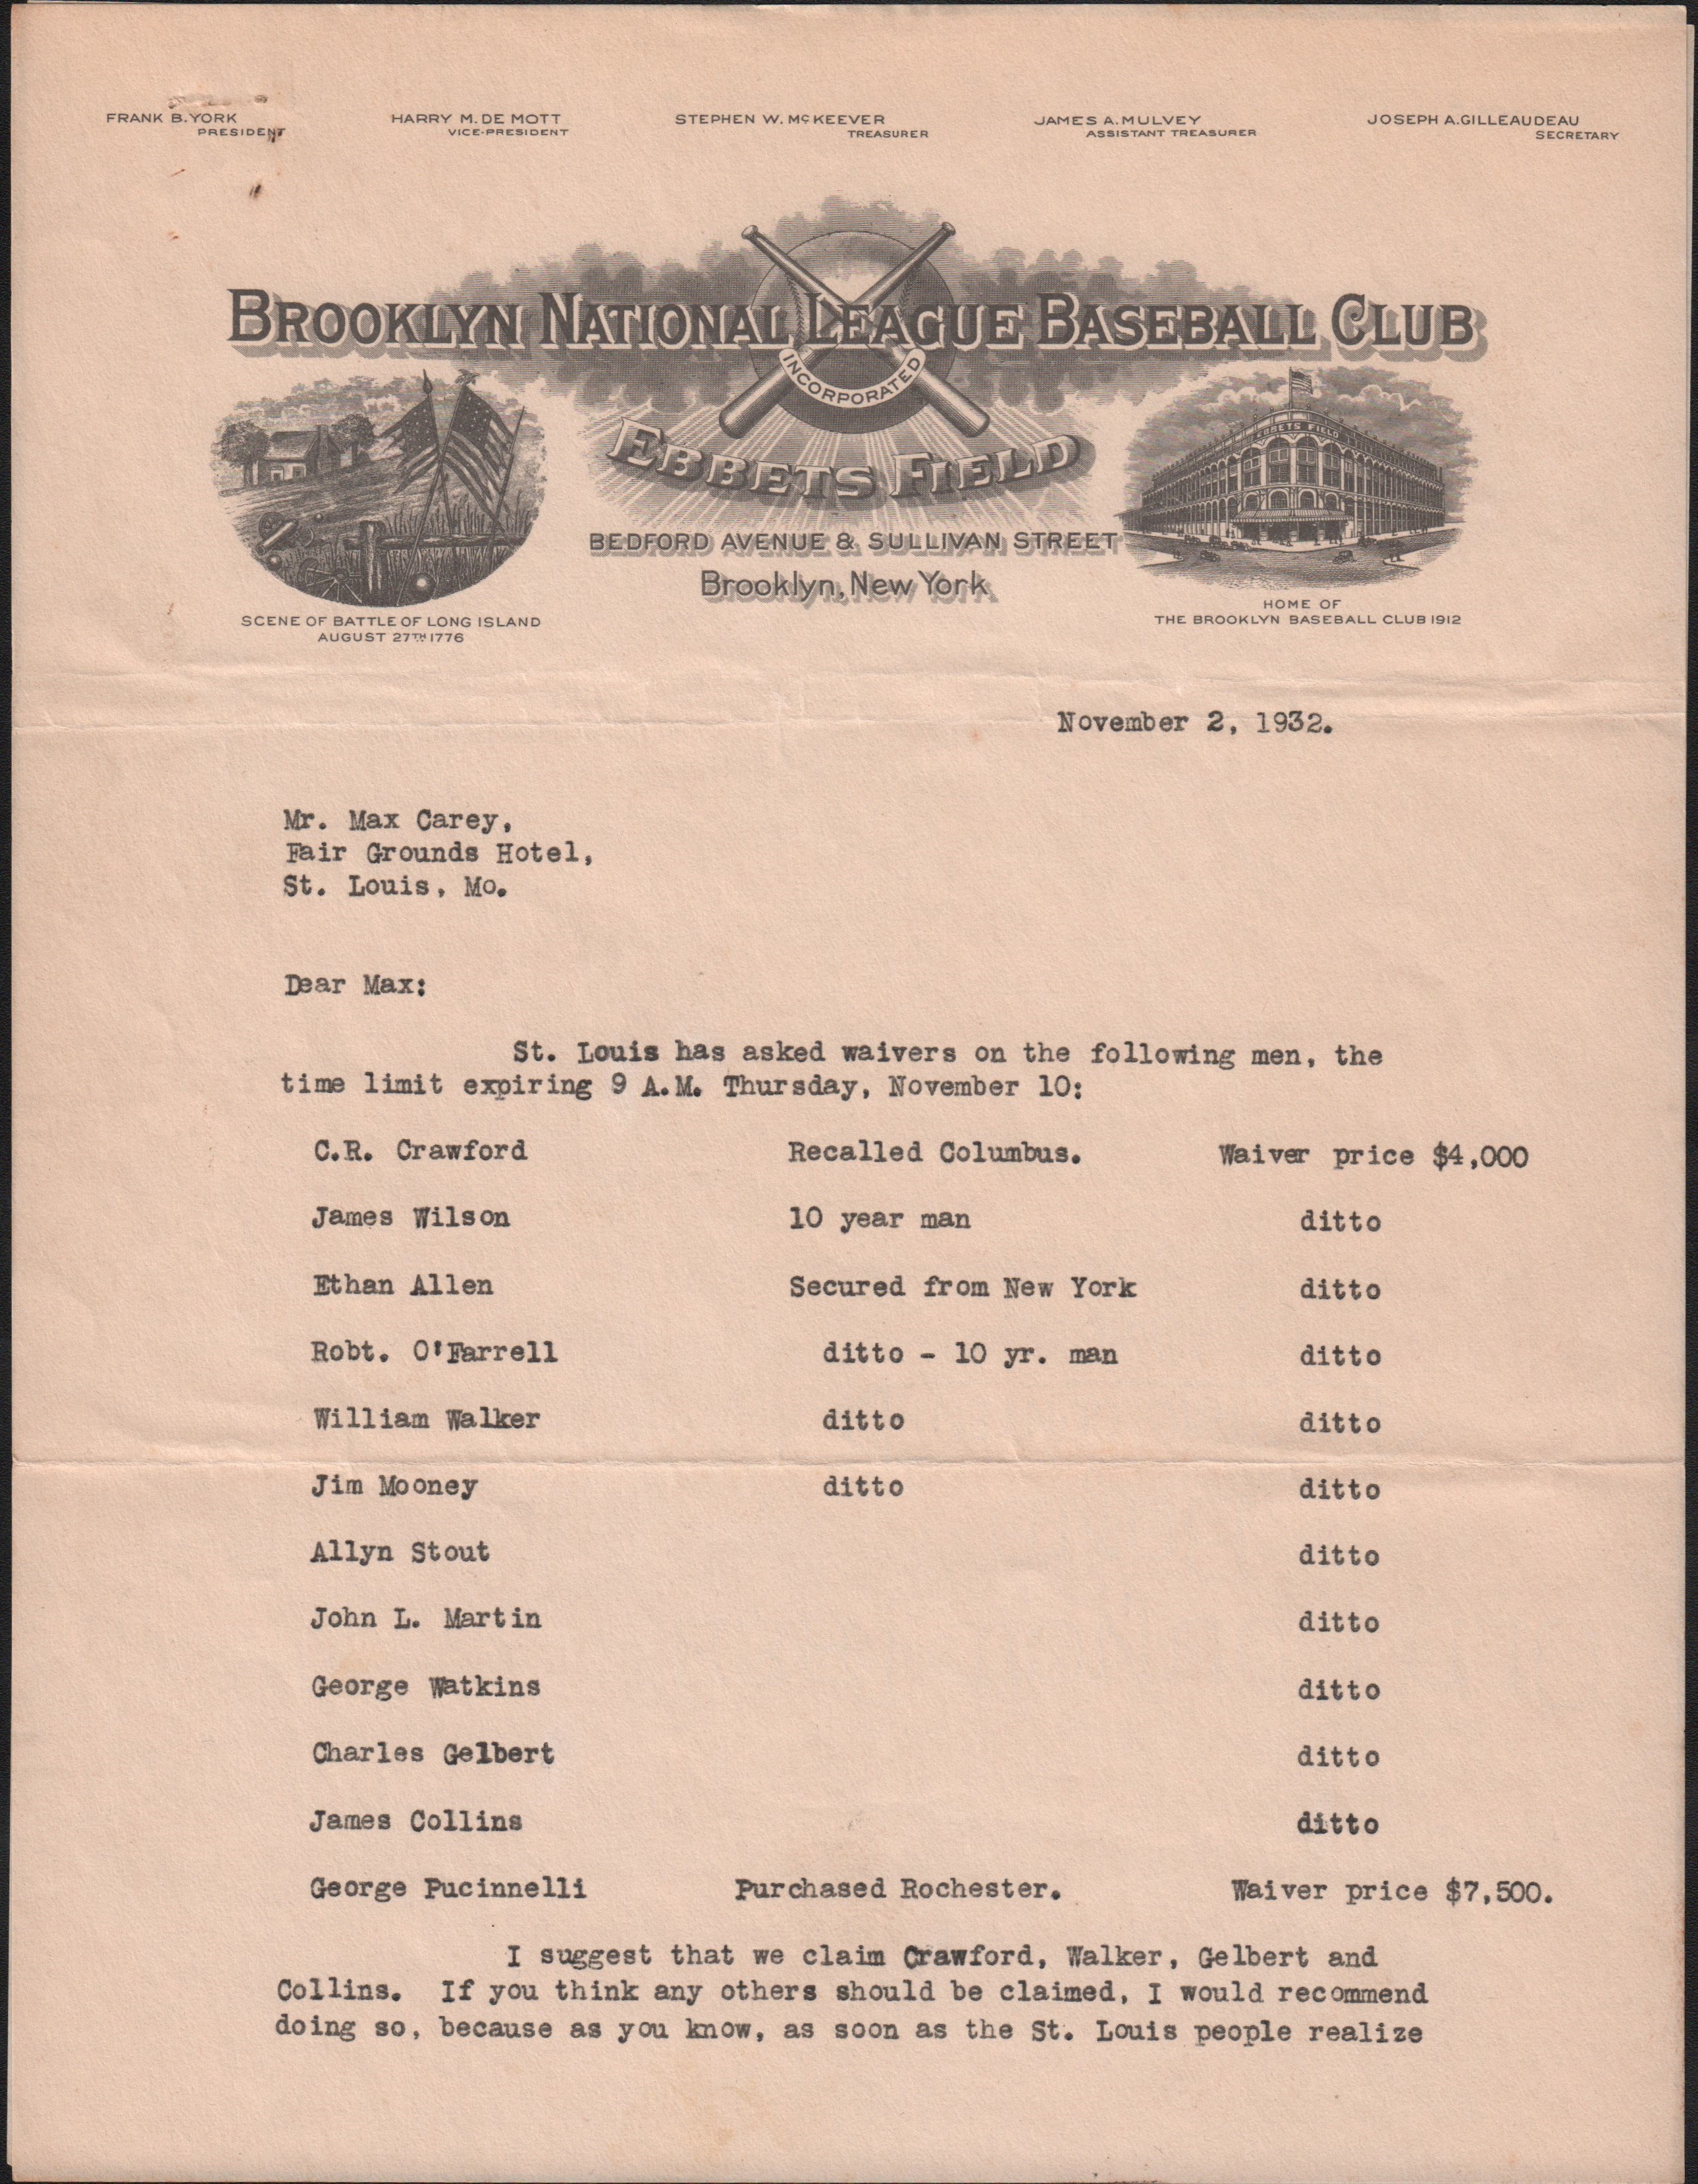 FRANK B. YORK HARRY M. DE MOTT STEPHEN W. McKEEVER JAMES A. MULVEY JOSEPH A. GILLEAUDEAU
PRESIDENT VICE-PRESIDENT TREASURER ASSISTANT TREASURER SECRETARY
BROOKLYN NATIONAL LEAGUE BASEBALL CLUB
INCORPORATED
EBBETS FIELD
EBBETS FIELD
BEDFORD AVENUE & SULLIVAN STREET
Brooklyn, New York
SCENE OF BATTLE OF LONG ISLAND
AUGUST 27TH 1776
HOME OF
THE BROOKLYN BASEBALL CLUB 1912
November 2, 1932.
Mr. Max Carey,
Fair Grounds Hotel,
St. Louis, Mo.
Dear Max:
St. Louis has asked waivers on the following men, the
time limit expiring 9 A.M. Thursday, November 10:
C.R. Crawford Recalled Columbus. Waiver price $4,000
James Wilson 10 year man ditto
Ethan Allen Secured from New York ditto
Robt. O'Farrell ditto - 10 yr. man ditto
William Walker ditto ditto
Jim Mooney ditto ditto
Allyn Stout ditto
John L. Martin ditto
George Watkins ditto
Charles Gelbert ditto
James Collins ditto
George Pucinnelli Purchased Rochester. Waiver price $7,500.
I suggest that we claim Crawford, Walker, Gelbert and
Collins. If you think any others should be claimed, I would recommend
doing so, because as you know, as soon as the St. Louis people realize